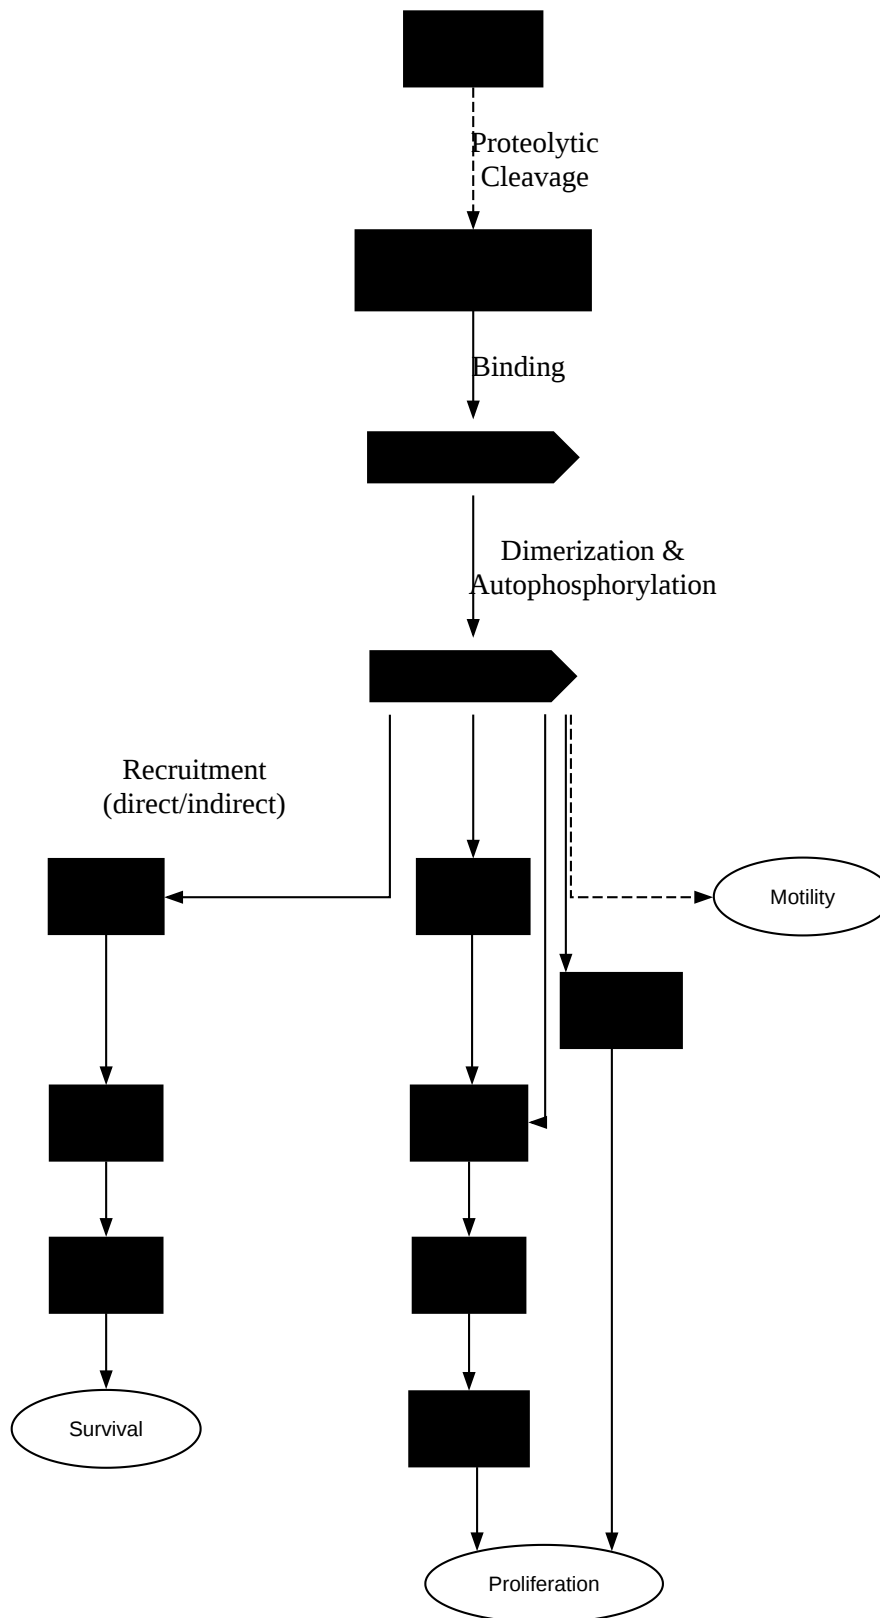 Proteolytic
Cleavage
Binding
Dimerization &
Autophosphorylation
Recruitment
(direct/indirect)
Motility
Survival
Proliferation